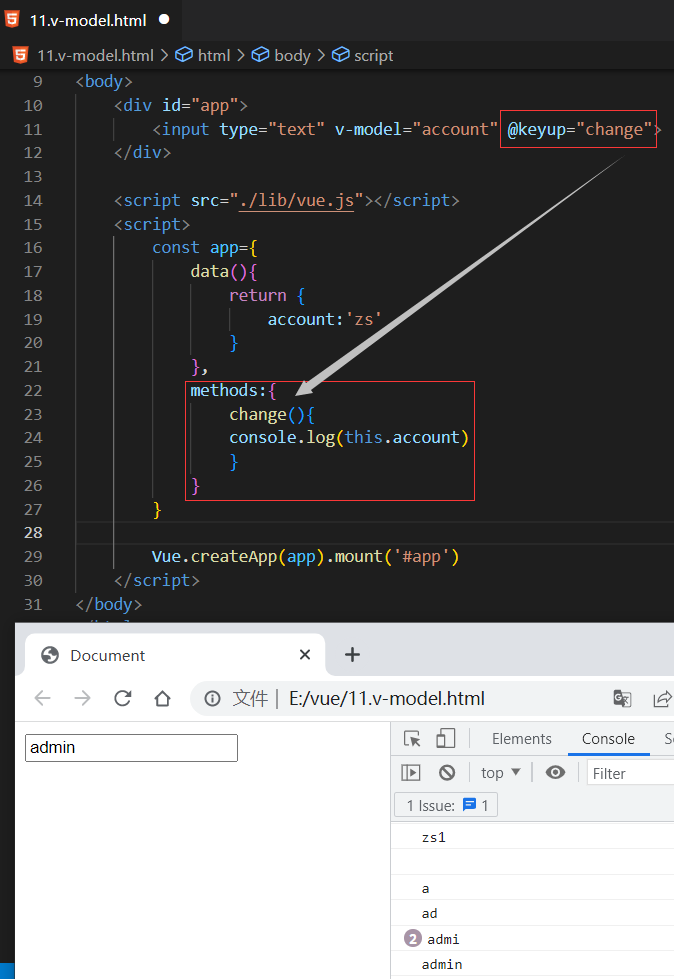 11.v-model.html
11.v-model.html > html > body > script
9 <body>
10 <div id="app">
11 <input type="text" v-model="account" @keyup="change">
12 </div>
13
14 <script src="./lib/vue.js"></script>
15 <script>
16 const app={
17 data(){
18 return {
19 account:'zs'
20 }
21 },
22 methods:{
23 change(){
24 console.log(this.account)
25 }
26 }
27 }
28
29 Vue.createApp(app).mount('#app')
30 </script>
31 </body>
Document
文件 | E:/vue/11.v-model.html
admin
Elements Console
top
Filter
1 Issue: 1
zs1
a
ad
2 admi
admin